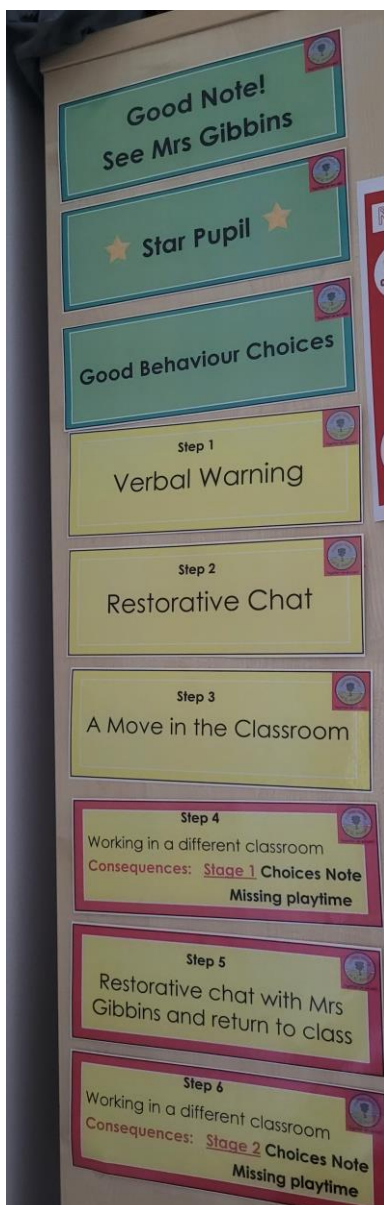 Good Note!
See Mrs Gibbins
Star Pupil
Good Behaviour Choices
Step 1
Verbal Warning
Step 2
Restorative Chat
Step 3
A Move in the Classroom
Step 4
Working in a different classroom
Consequences: Stage 1 Choices Note
Missing playtime
Step 5
Restorative chat with Mrs
Gibbins and return to class
Step 6
Working in a different classroom
Consequences: Stage 2 Choices Note
Missing playtime